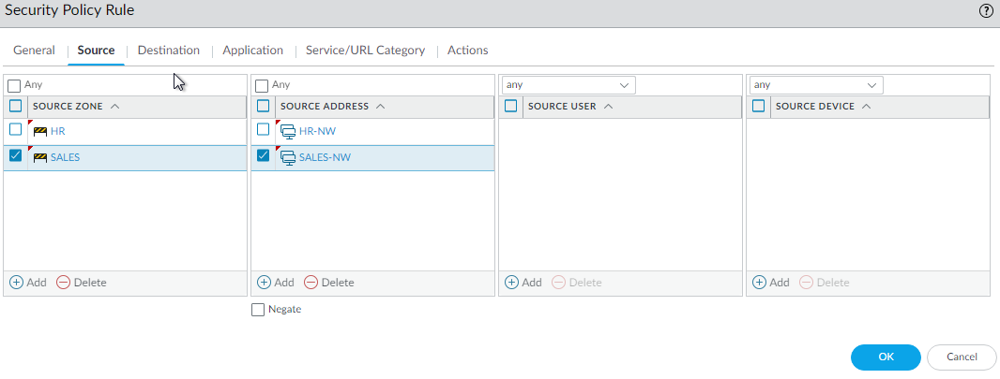 Security Policy Rule
General Source Destination Application Service/URL Category Actions
Any Any any any
SOURCE ZONE SOURCE ADDRESS SOURCE USER SOURCE DEVICE
HR HR-NW
SALES SALES-NW
Add Delete Add Delete Add Delete Add Delete
Negate
OK Cancel